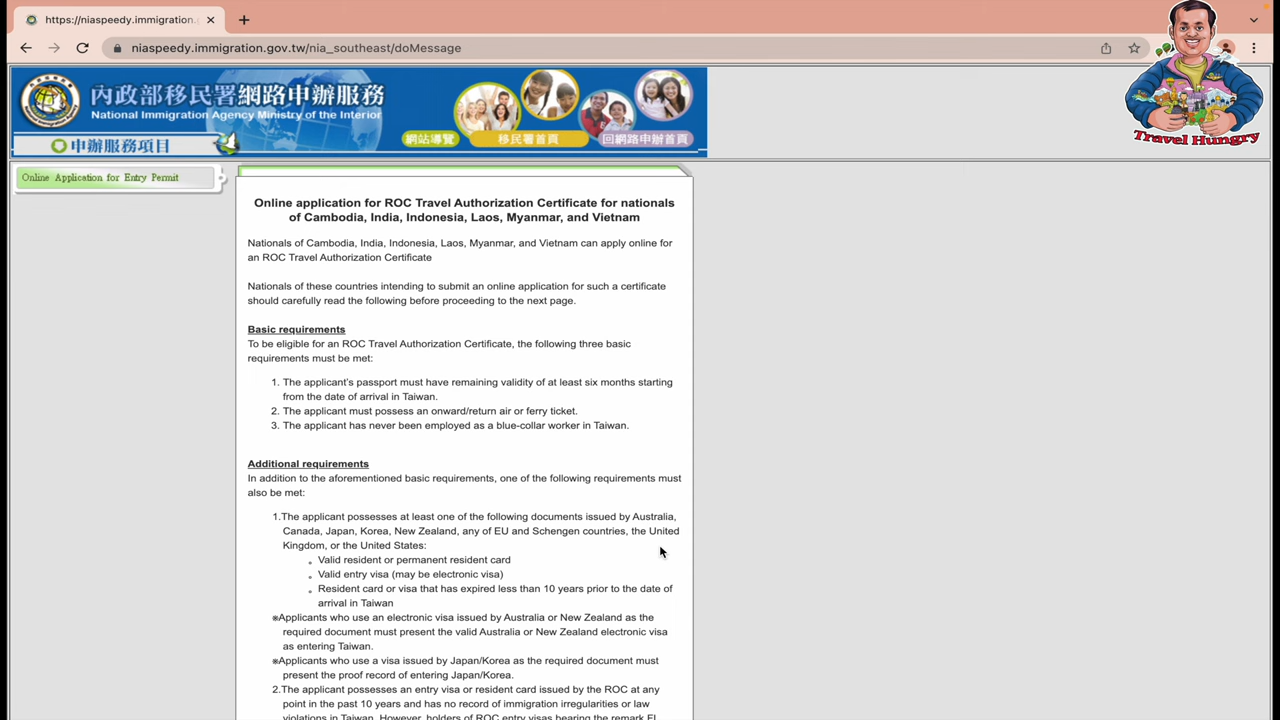 https://niaspeedy.immigration.
niaspeedy.immigration.gov.tw/nia_southeast/doMessage
內政部移民署網路申辦服務
National Immigration Agency Ministry of the Interior
網站導覽
移民署首頁
回網路申辦首頁
申辦服務項目
Travel Hungry
Online Application for Entry Permit
Online application for ROC Travel Authorization Certificate for nationals
of Cambodia, India, Indonesia, Laos, Myanmar, and Vietnam
Nationals of Cambodia, India, Indonesia, Laos, Myanmar, and Vietnam can apply online for
an ROC Travel Authorization Certificate
Nationals of these countries intending to submit an online application for such a certificate
should carefully read the following before proceeding to the next page.
Basic requirements
To be eligible for an ROC Travel Authorization Certificate, the following three basic
requirements must be met:
1. The applicant's passport must have remaining validity of at least six months starting
from the date of arrival in Taiwan.
2. The applicant must possess an onward/return air or ferry ticket.
3. The applicant has never been employed as a blue-collar worker in Taiwan.
Additional requirements
In addition to the aforementioned basic requirements, one of the following requirements must
also be met:
1.The applicant possesses at least one of the following documents issued by Australia,
Canada, Japan, Korea, New Zealand, any of EU and Schengen countries, the United
Kingdom, or the United States:
。 Valid resident or permanent resident card
。 Valid entry visa (may be electronic visa)
。 Resident card or visa that has expired less than 10 years prior to the date of
arrival in Taiwan
※Applicants who use an electronic visa issued by Australia or New Zealand as the
required document must present the valid Australia or New Zealand electronic visa
as entering Taiwan.
※Applicants who use a visa issued by Japan/Korea as the required document must
present the proof record of entering Japan/Korea.
2.The applicant possesses an entry visa or resident card issued by the ROC at any
point in the past 10 years and has no record of immigration irregularities or law
violations in Taiwan. However, holders of ROC entry visas bearing the remark FL